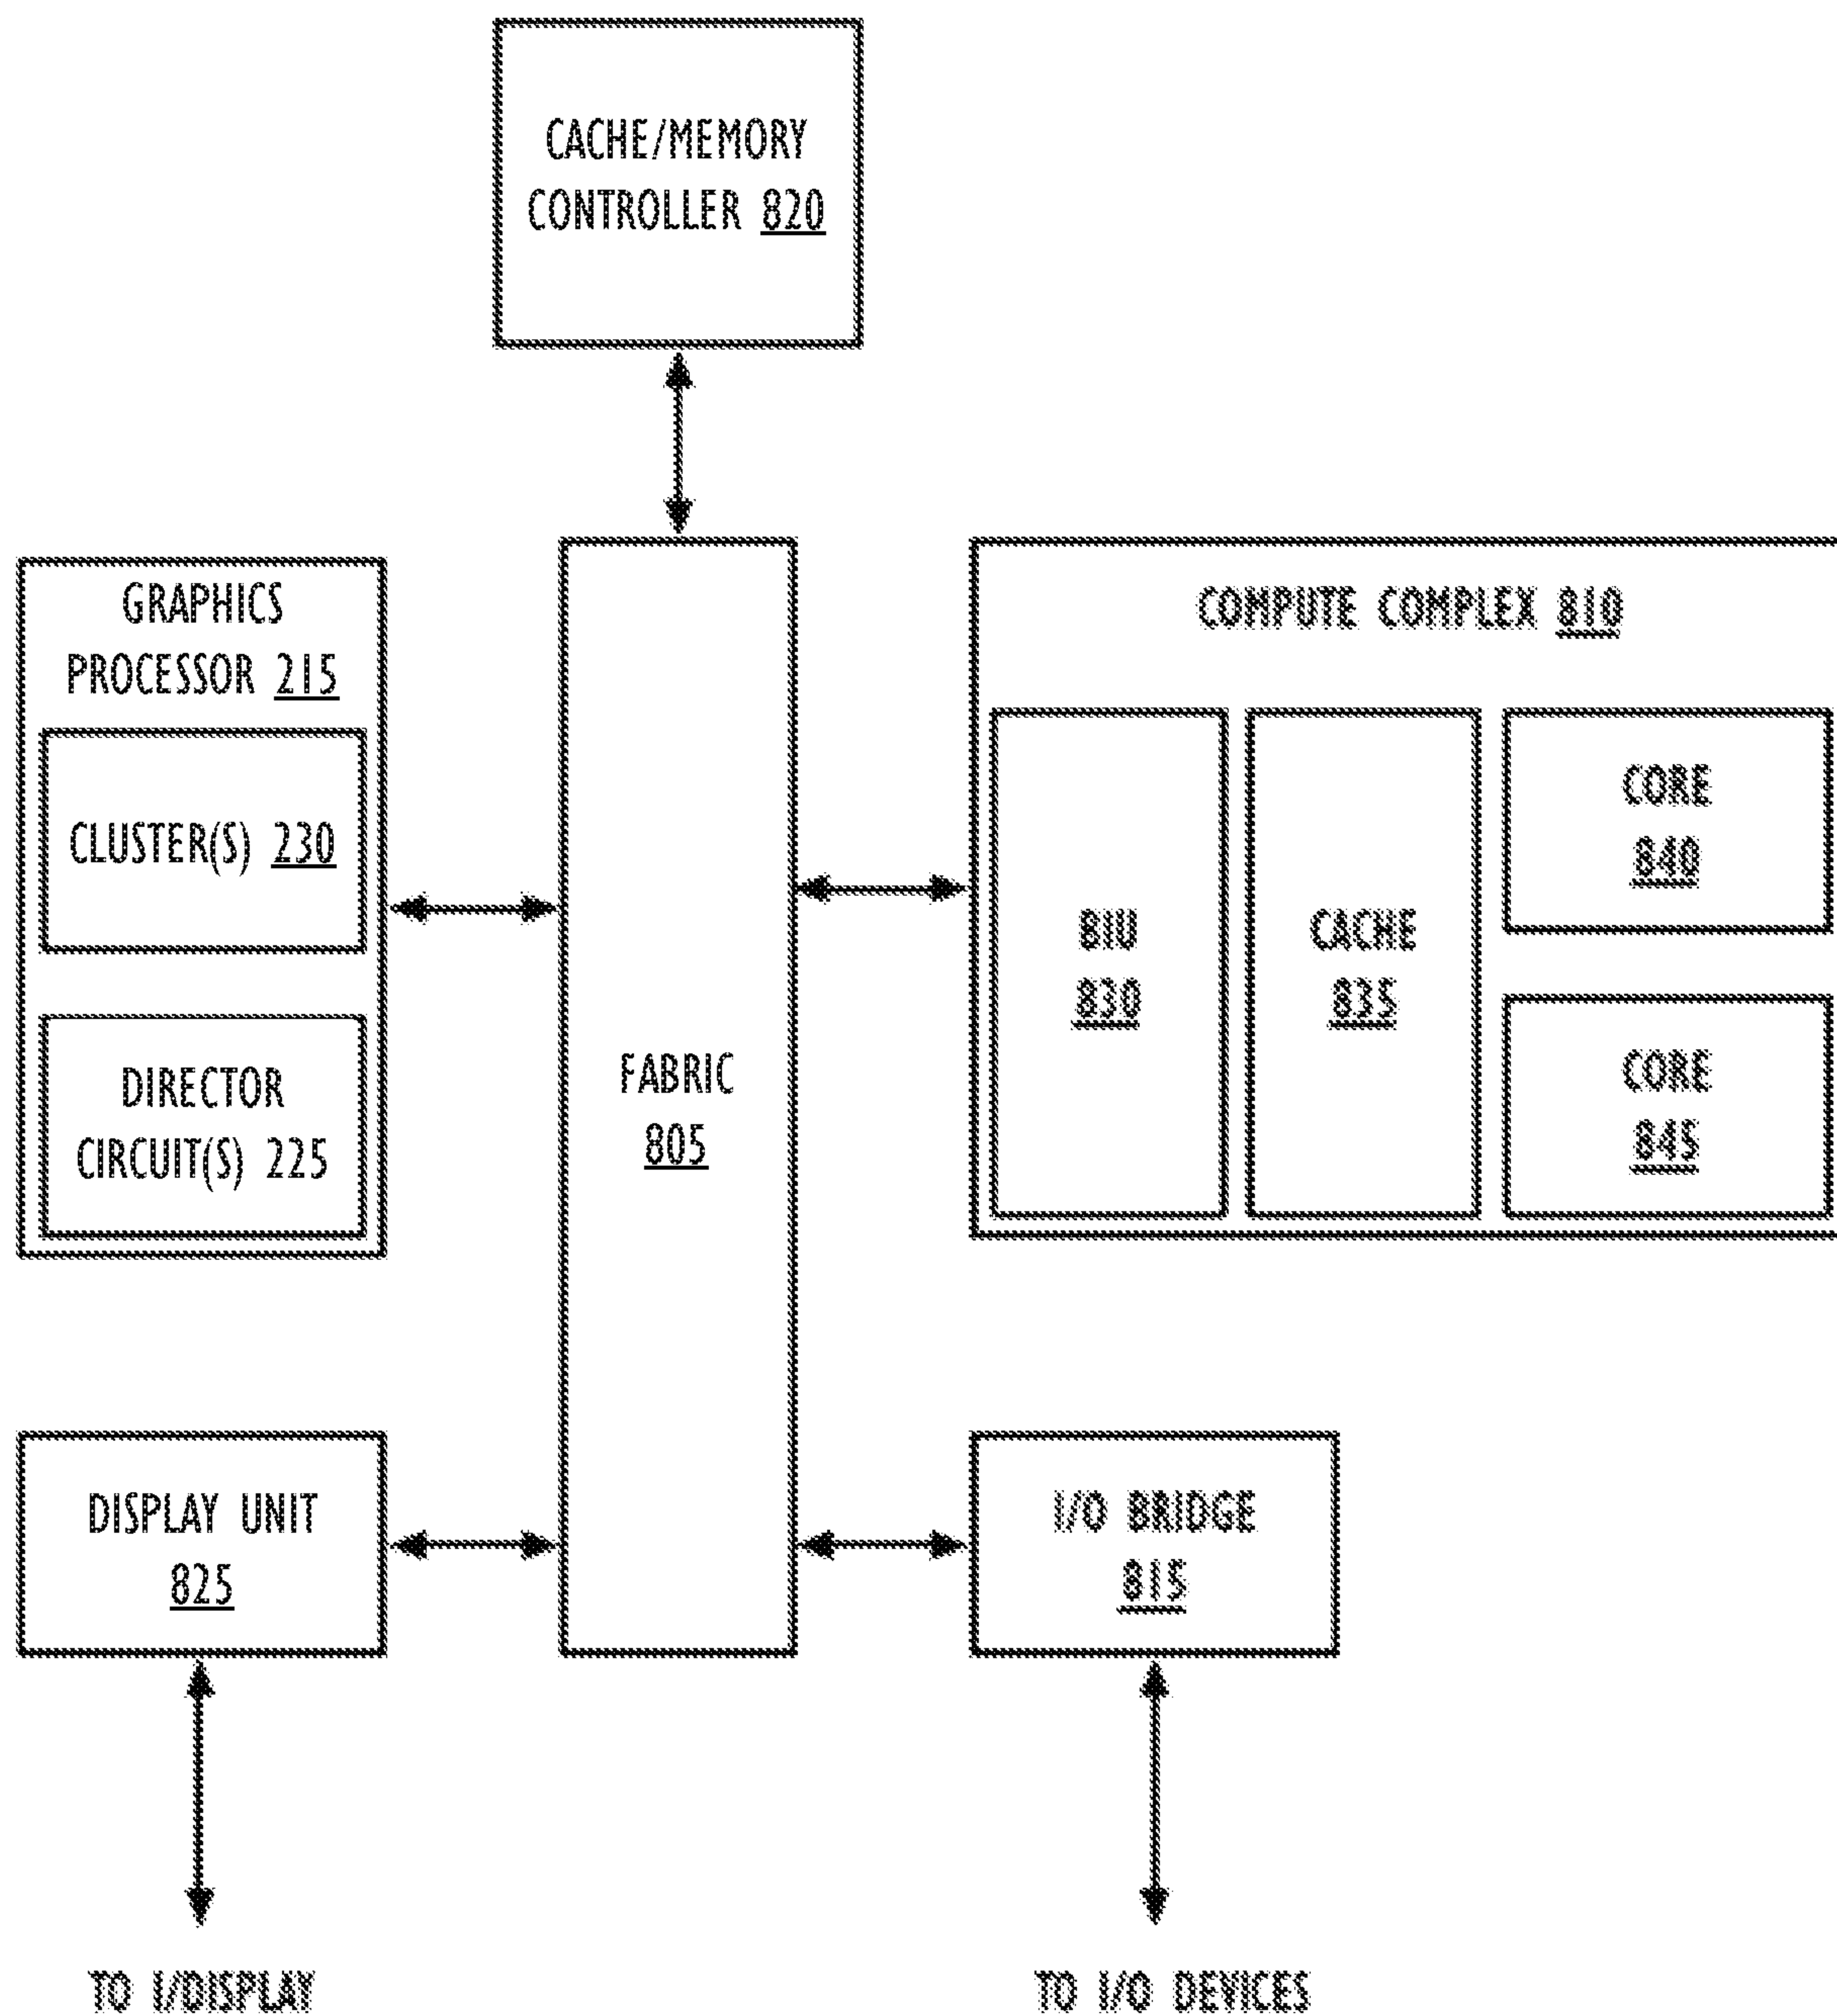 CACHE/MEMORY
CONTROLLER 820
GRAPHICS
PROCESSOR 215
CLUSTER(S) 230
DIRECTOR
CIRCUIT(S) 225
FABRIC
805
COMPUTE COMPLEX 810
BIU
830
CACHE
835
CORE
840
CORE
845
DISPLAY UNIT
825
I/O BRIDGE
815
TO I/DISPLAY
TO I/O DEVICES